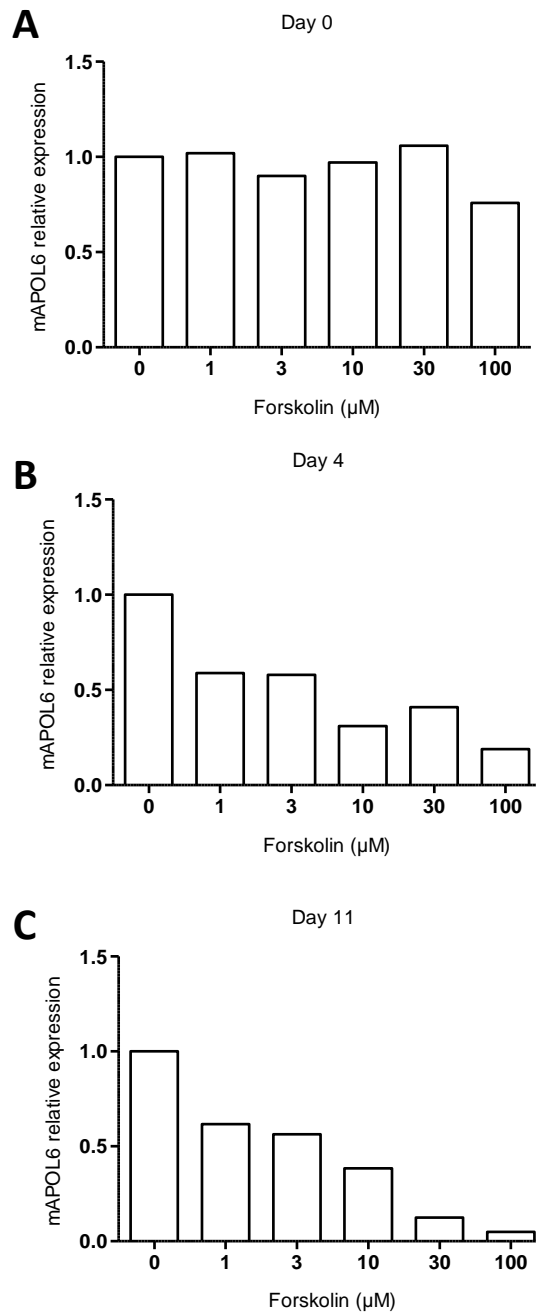 A
Day 0
mAPOL6 relative expression
1.5
1.0
0.5
0.0
0 1 3 10 30 100
Forskolin (µM)
B
Day 4
mAPOL6 relative expression
1.5
1.0
0.5
0.0
0 1 3 10 30 100
Forskolin (µM)
C
Day 11
mAPOL6 relative expression
1.5
1.0
0.5
0.0
0 1 3 10 30 100
Forskolin (µM)